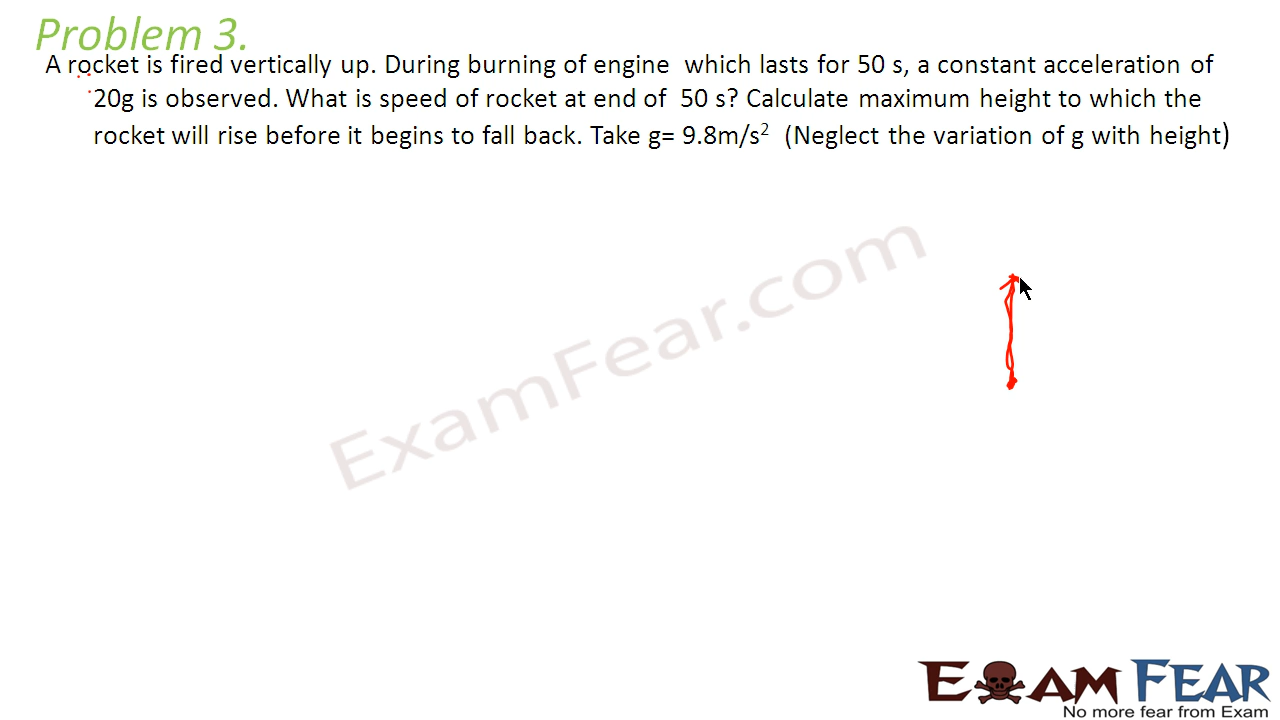 Problem 3.
A rocket is fired vertically up. During burning of engine which lasts for 50 s, a constant acceleration of
20g is observed. What is speed of rocket at end of 50 s? Calculate maximum height to which the
rocket will rise before it begins to fall back. Take g= 9.8m/s² (Neglect the variation of g with height)
ExamFear.com
EXAM FEAR
No more fear from Exam